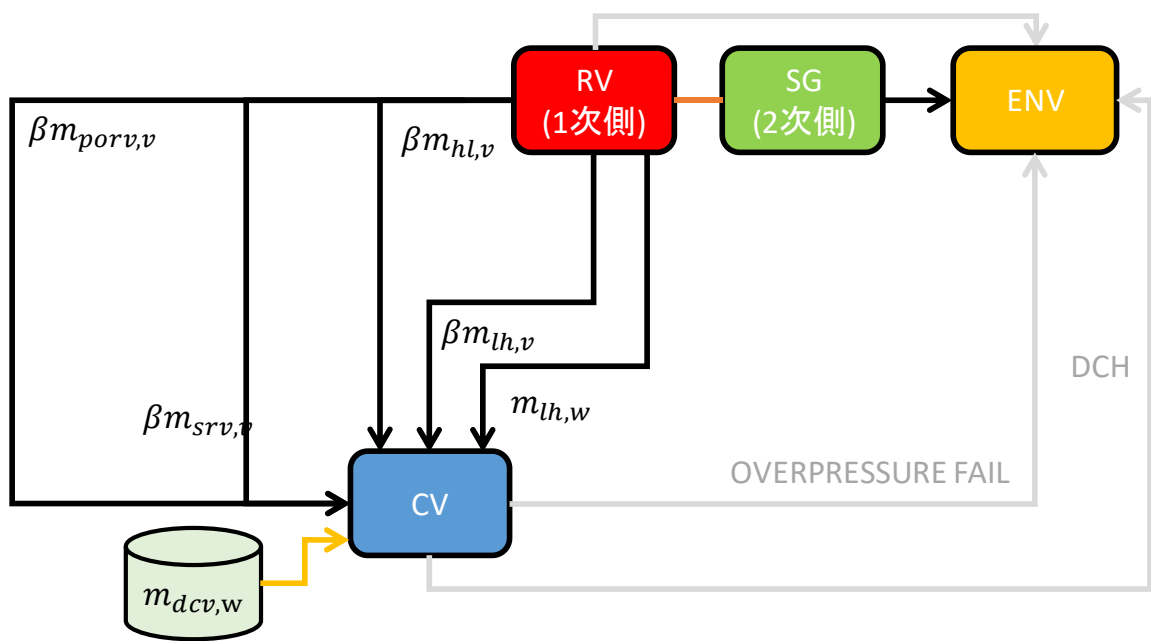 RV
(1次側)
SG
(2次側)
ENV
βm_{porv,v}
βm_{hl,v}
βm_{lh,v}
m_{lh,w}
DCH
βm_{srv,v}
OVERPRESSURE FAIL
CV
m_{dcv,w}